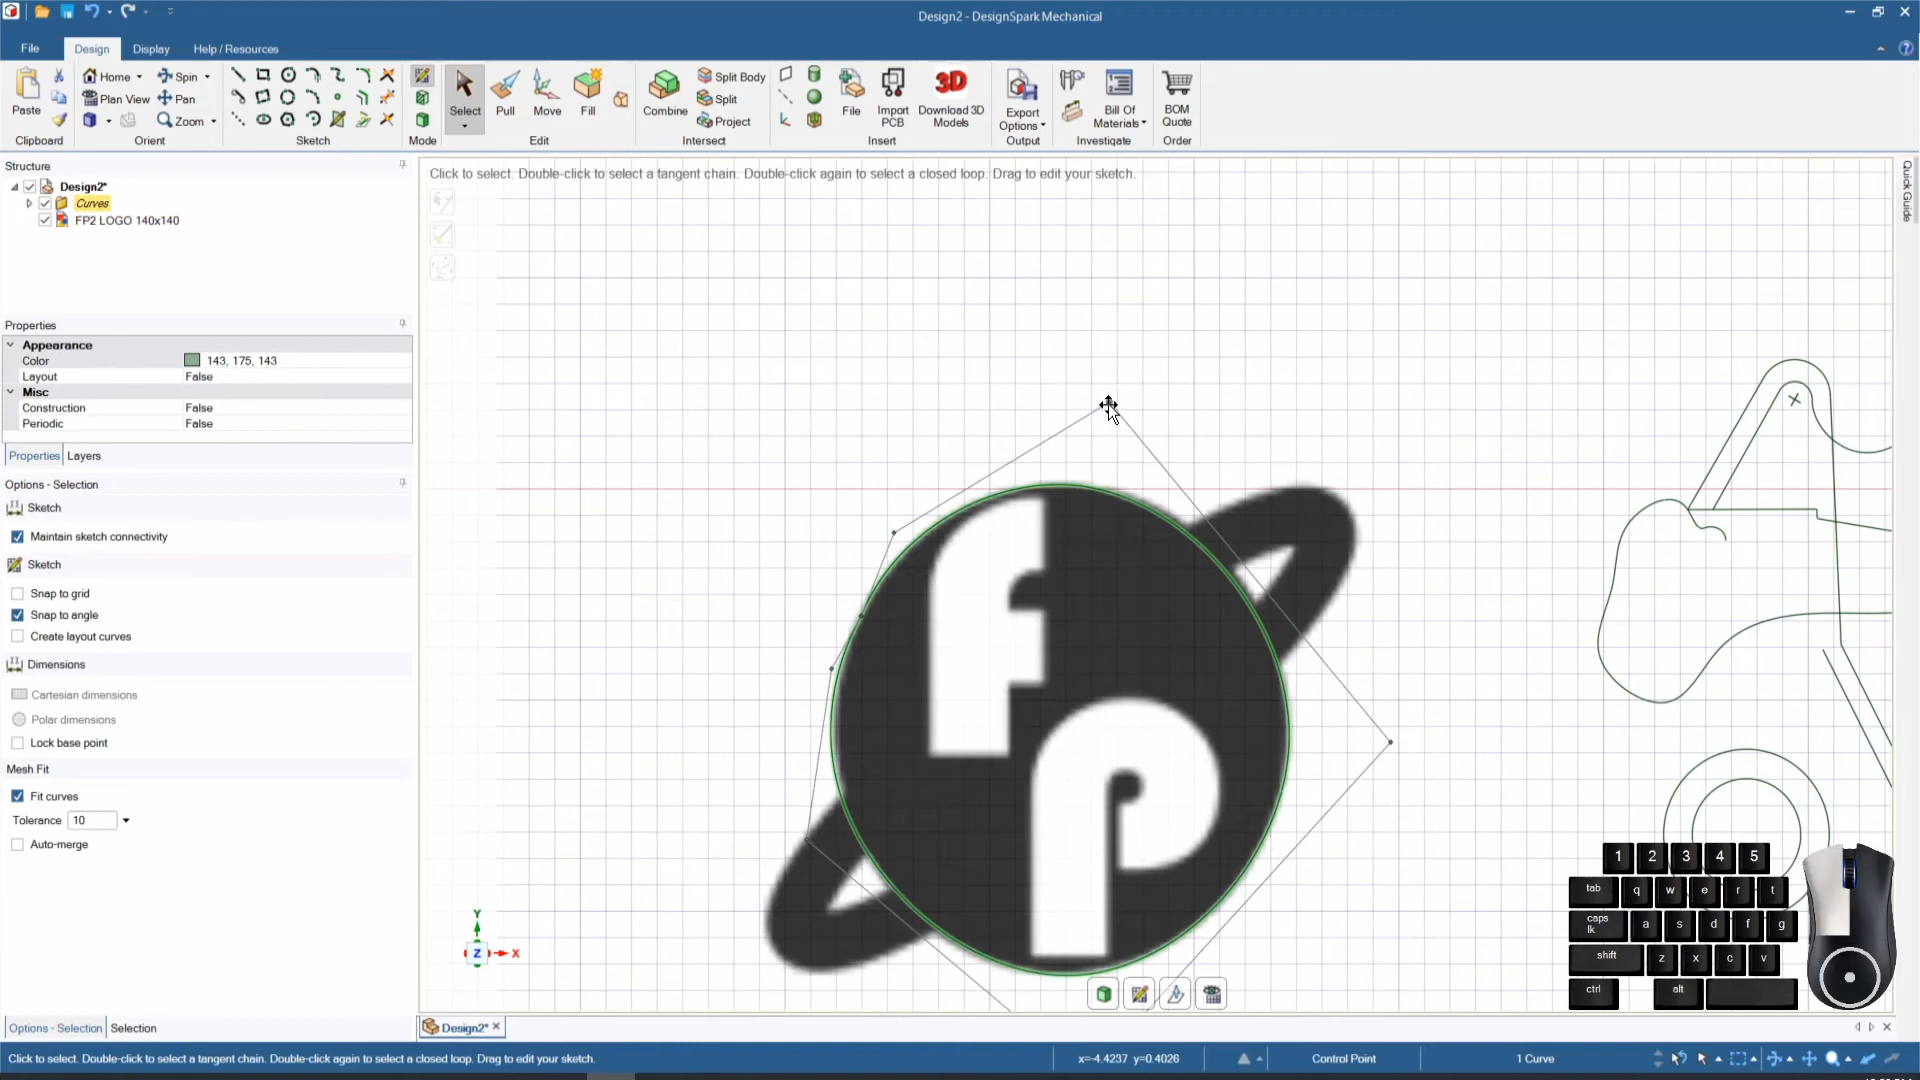 Design2 - DesignSpark Mechanical
File Design Display Help / Resources
Paste
Clipboard
Home Spin
Plan View Pan
Zoom
Orient
Sketch
Mode
Select Pull Move Fill
Edit
Combine
Split Body
Split
Project
Intersect
File
Import PCB
Download 3D Models
Insert
3D
Export Options
Output
Bill Of Materials
Investigate
BOM Quote
Order
Structure
Design2*
Curves
FP2 LOGO 140x140
Properties
Appearance
Color 143, 175, 143
Layout False
Misc
Construction False
Periodic False
Properties Layers
Options - Selection
Sketch
Maintain sketch connectivity
Sketch
Snap to grid
Snap to angle
Create layout curves
Dimensions
Cartesian dimensions
Polar dimensions
Lock base point
Mesh Fit
Fit curves
Tolerance 10
Auto-merge
Options - Selection Selection
Click to select. Double-click to select a tangent chain. Double-click again to select a closed loop. Drag to edit your sketch.
Quick Guide
f
p
Y
Z X
1 2 3 4 5
tab q w e r t
caps lk a s d f g
shift z x c v
ctrl alt
Design2*
Click to select. Double-click to select a tangent chain. Double-click again to select a closed loop. Drag to edit your sketch.
x=-4.4237 y=0.4026
Control Point
1 Curve